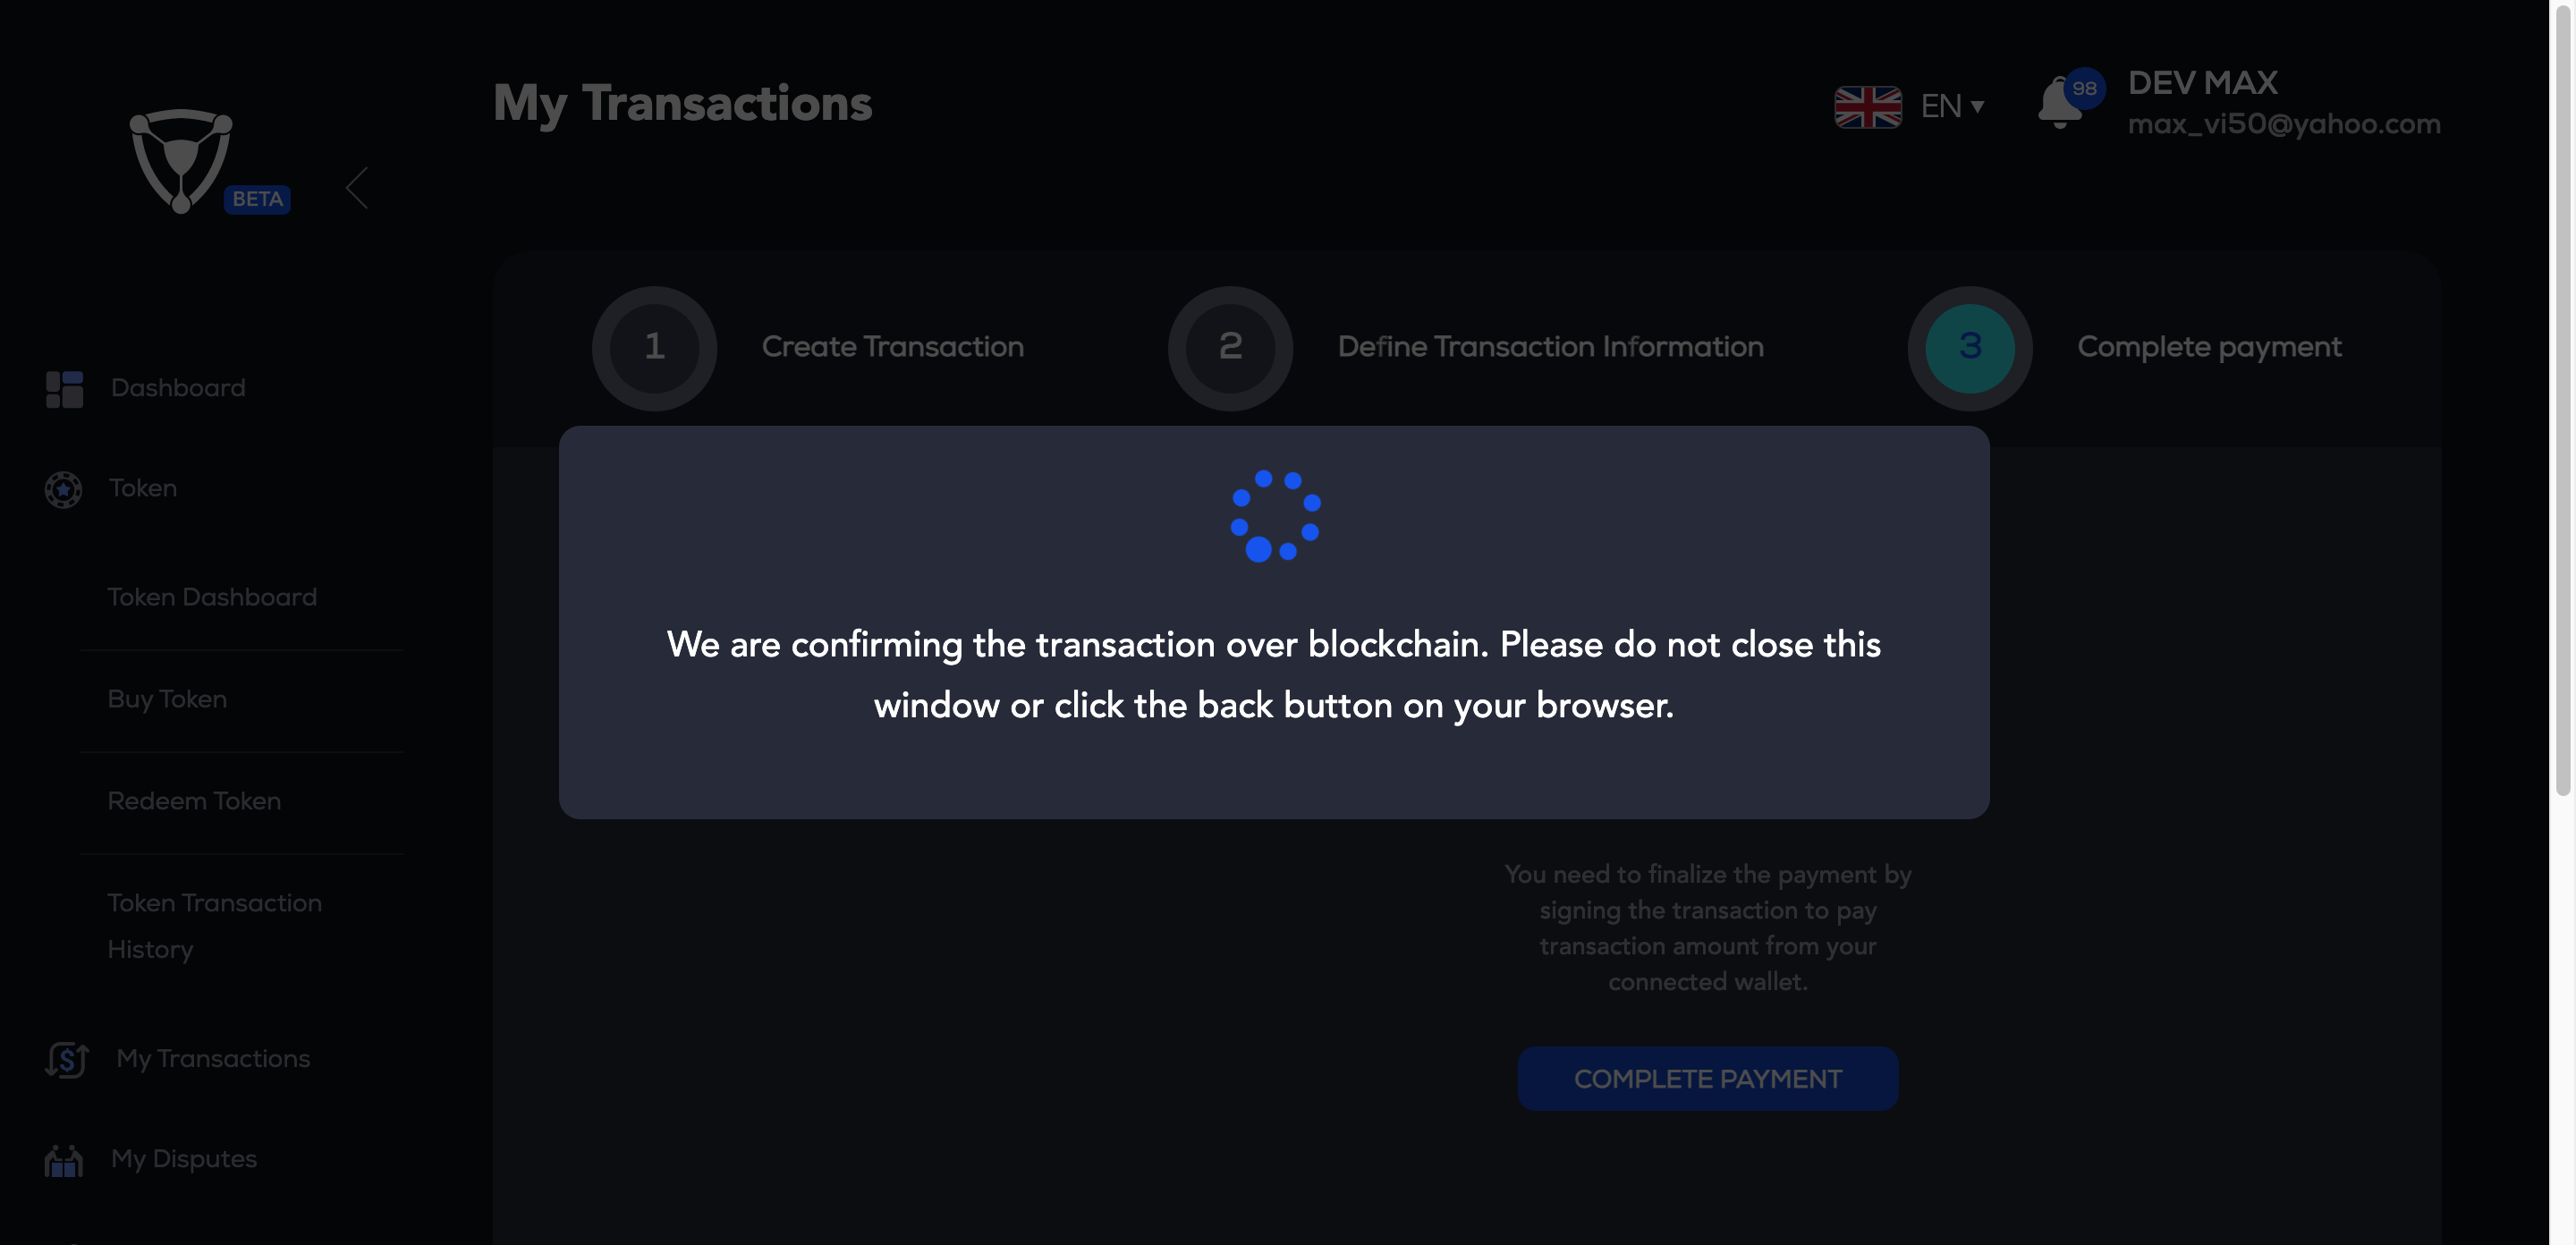 My Transactions
EN
98
DEV MAX
max_vi50@yahoo.com
BETA
1
Create Transaction
2
Define Transaction Information
3
Complete payment
Dashboard
Token
Token Dashboard
Buy Token
Redeem Token
Token Transaction
History
My Transactions
My Disputes
We are confirming the transaction over blockchain. Please do not close this
window or click the back button on your browser.
You need to finalize the payment by
signing the transaction to pay
transaction amount from your
connected wallet.
COMPLETE PAYMENT